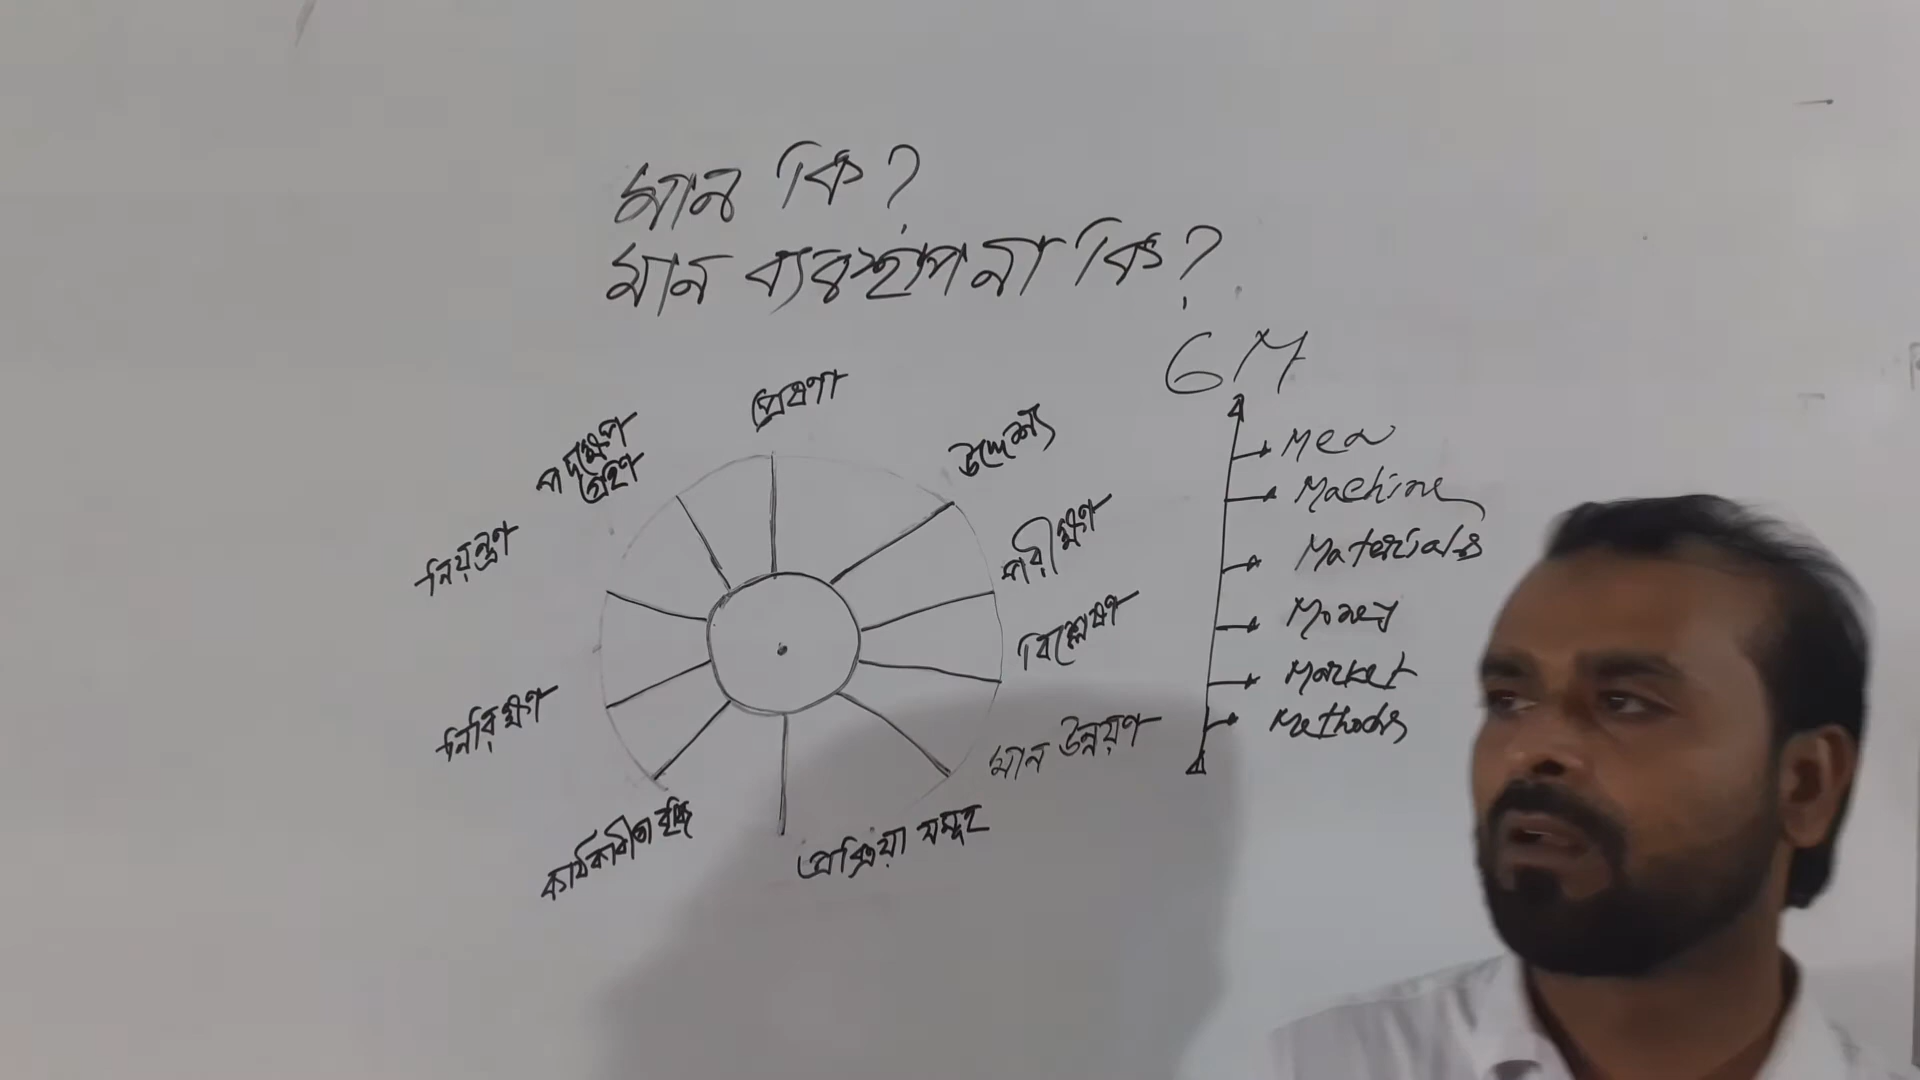 মান কি?
মান ব্যবস্থাপনা কি?
6M
প্রেষণা
উদ্দেশ্য
পরীক্ষণ
বিশ্লেষণ
মান উন্নয়ণ
প্রক্রিয়া সমূহ
কার্যকারীতা বৃদ্ধি
নিরিক্ষণ
নিয়ন্ত্রণ
পদক্ষেপ
গ্রহণ
Men
Machine
Materials
Money
Market
Methods